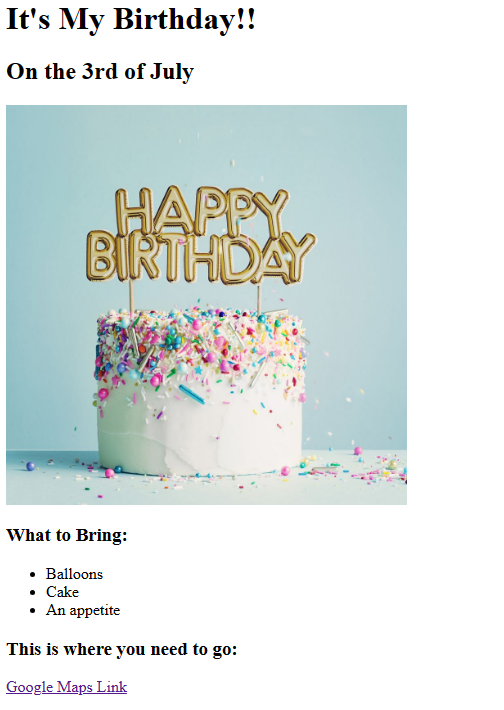 It's My Birthday!!
On the 3rd of July
HAPPY
BIRTHDAY
What to Bring:
Balloons
Cake
An appetite
This is where you need to go:
Google Maps Link